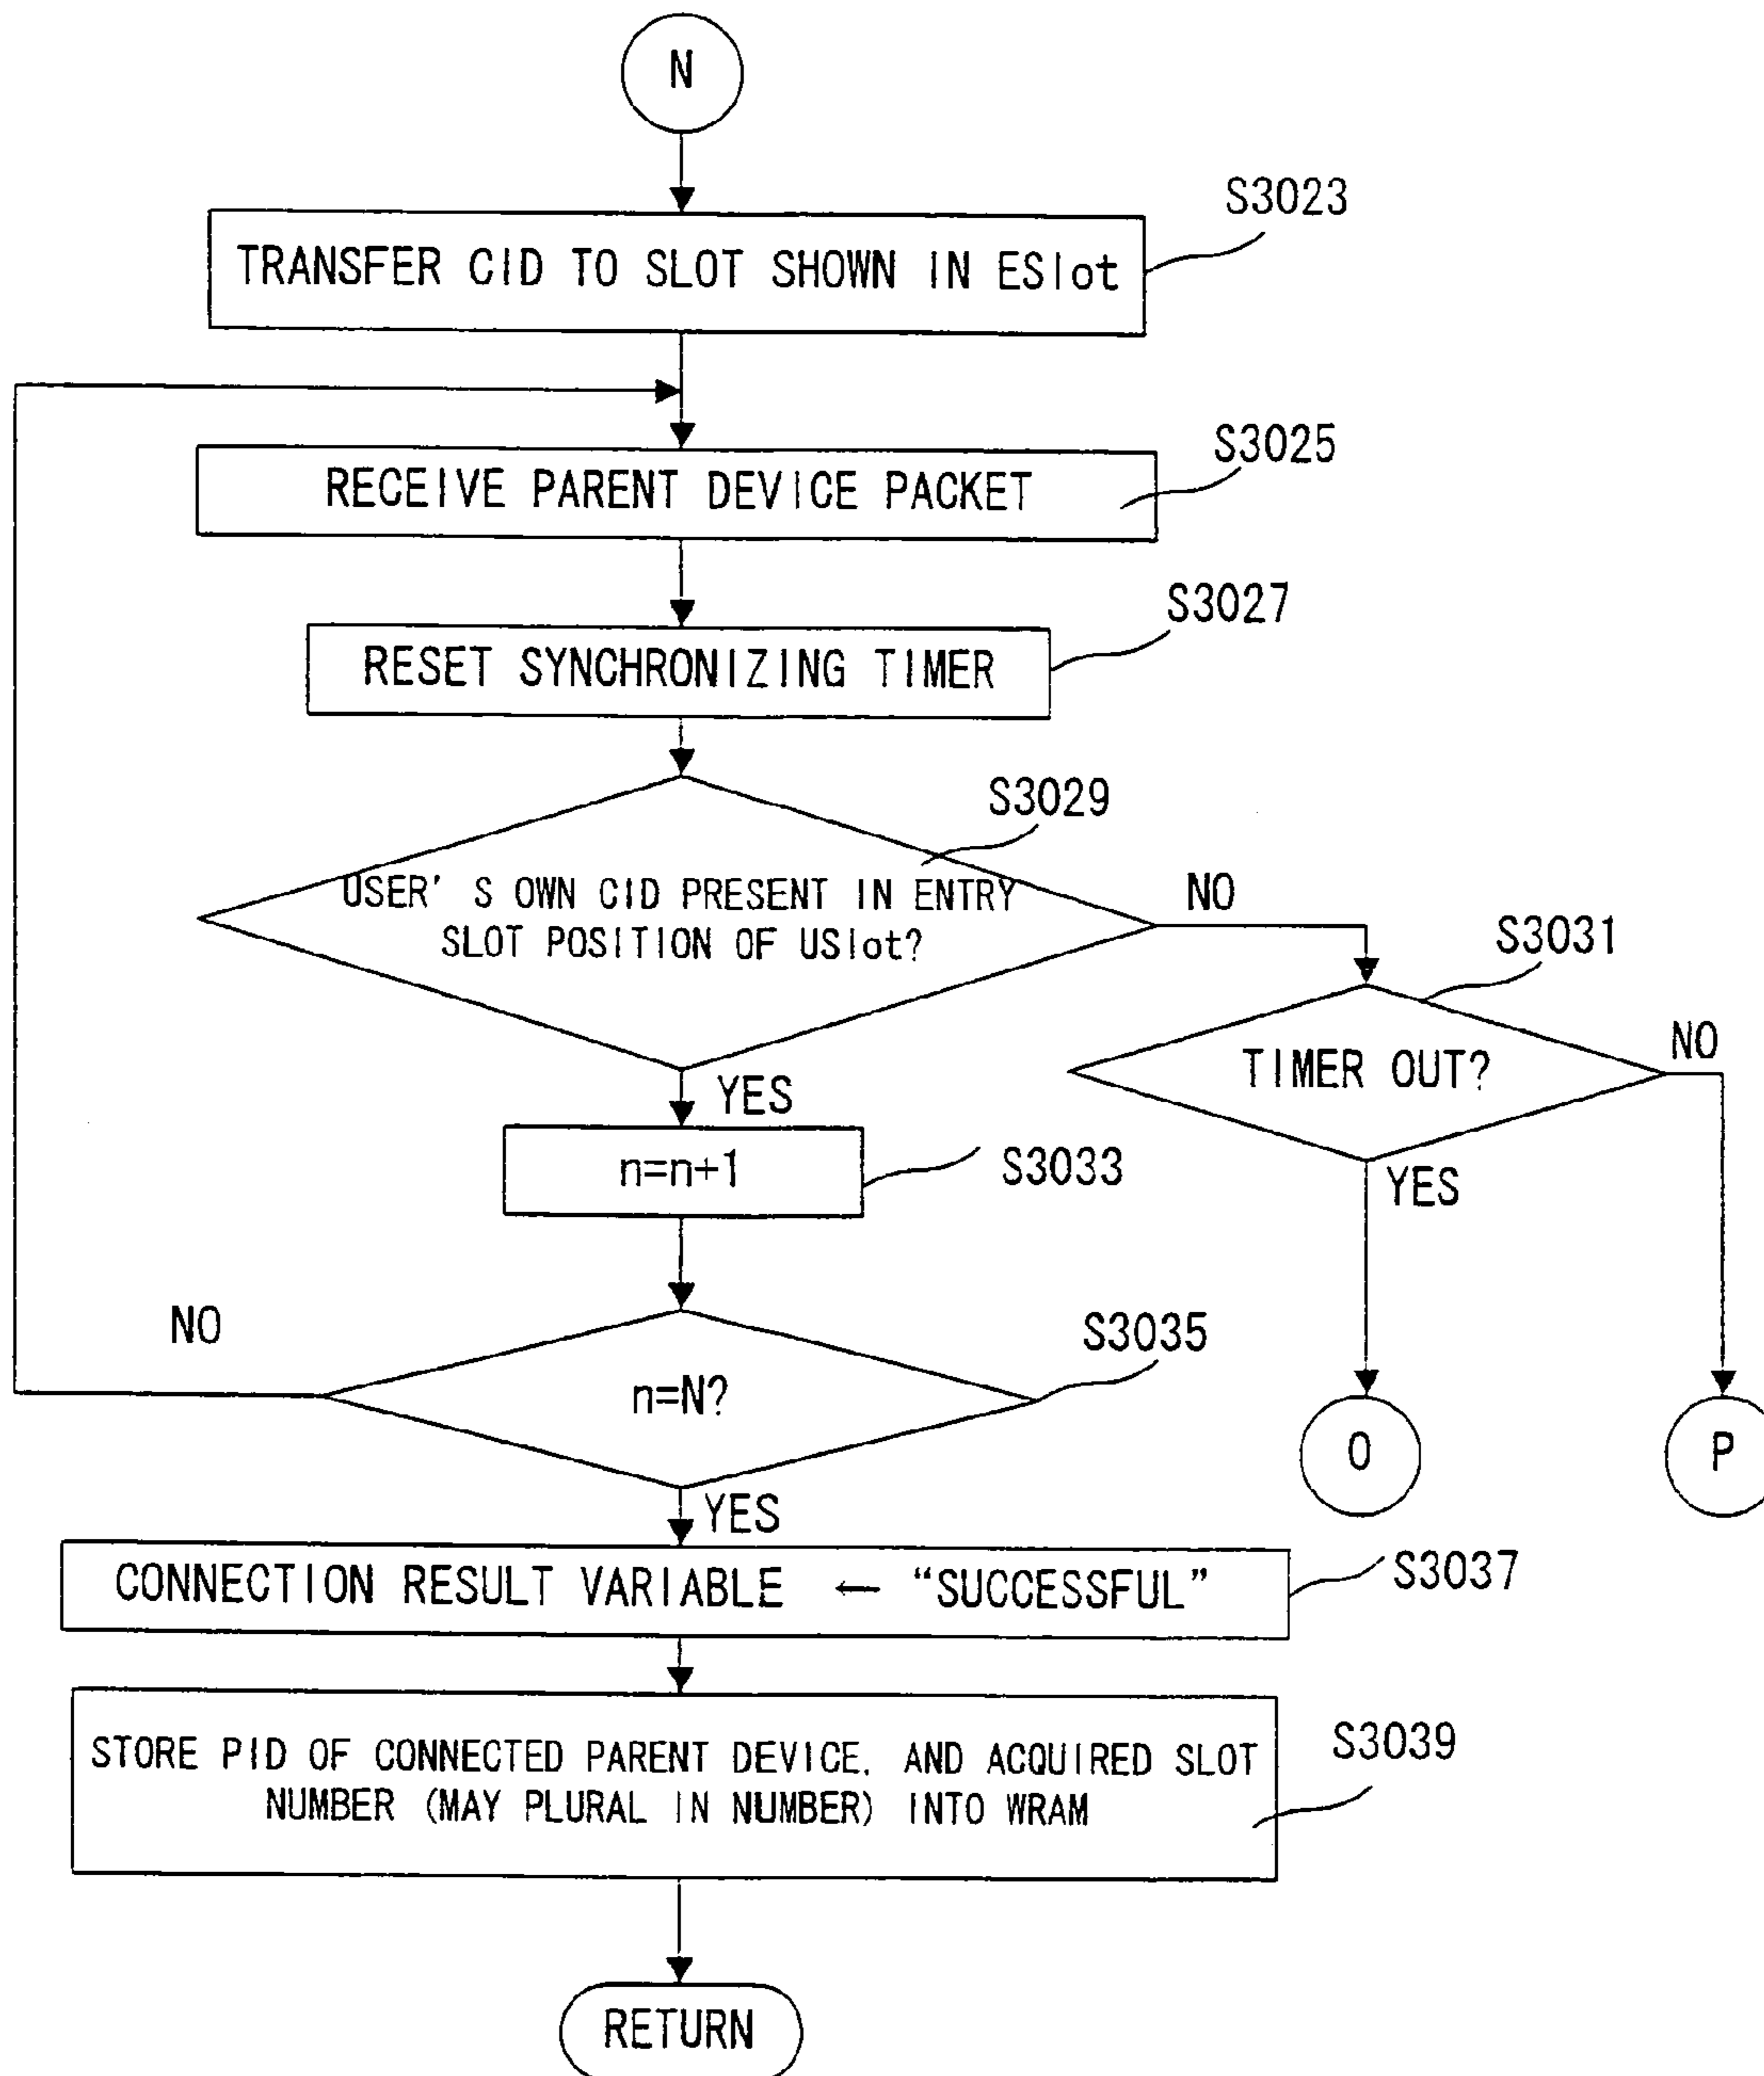 N
S3023
TRANSFER CID TO SLOT SHOWN IN ESlot
S3025
RECEIVE PARENT DEVICE PACKET
S3027
RESET SYNCHRONIZING TIMER
S3029
USER' S OWN CID PRESENT IN ENTRY
SLOT POSITION OF USlot?
NO
S3031
TIMER OUT?
NO
YES
YES
n=n+1
S3033
NO
S3035
n=N?
O
P
YES
CONNECTION RESULT VARIABLE ← “SUCCESSFUL”
S3037
STORE PID OF CONNECTED PARENT DEVICE, AND ACQUIRED SLOT
NUMBER (MAY PLURAL IN NUMBER) INTO WRAM
S3039
RETURN